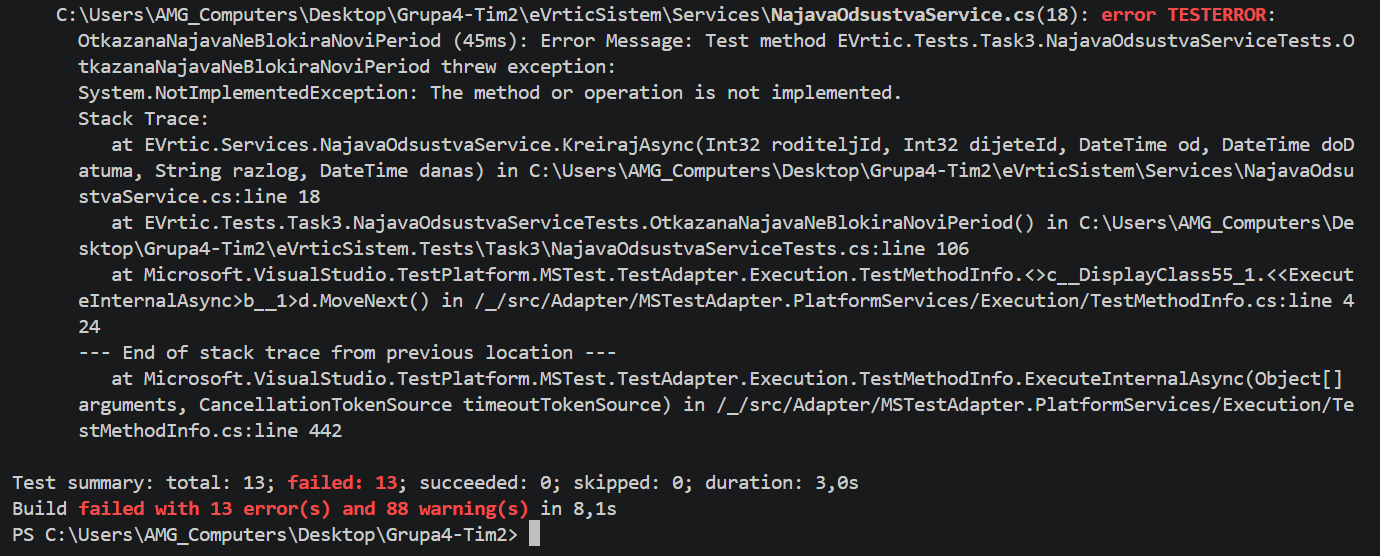 C:\Users\AMG_Computers\Desktop\Grupa4-Tim2\eVrticSistem\Services\NajavaOdsustvaService.cs(18): error TESTERROR:
OtkazanaNajavaNeBlokiraNoviPeriod (45ms): Error Message: Test method EVrtic.Tests.Task3.NajavaOdsustvaServiceTests.O
tkazanaNajavaNeBlokiraNoviPeriod threw exception:
System.NotImplementedException: The method or operation is not implemented.
Stack Trace:
at EVrtic.Services.NajavaOdsustvaService.KreirajAsync(Int32 roditeljId, Int32 dijeteId, DateTime od, DateTime doD
atuma, String razlog, DateTime danas) in C:\Users\AMG_Computers\Desktop\Grupa4-Tim2\eVrticSistem\Services\NajavaOdsu
stvaService.cs:line 18
at EVrtic.Tests.Task3.NajavaOdsustvaServiceTests.OtkazanaNajavaNeBlokiraNoviPeriod() in C:\Users\AMG_Computers\De
sktop\Grupa4-Tim2\eVrticSistem.Tests\Task3\NajavaOdsustvaServiceTests.cs:line 106
at Microsoft.VisualStudio.TestPlatform.MSTest.TestAdapter.Execution.TestMethodInfo.<>c__DisplayClass55_1.<<Execut
eInternalAsync>b__1>d.MoveNext() in /_/src/Adapter/MSTestAdapter.PlatformServices/Execution/TestMethodInfo.cs:line 4
24
--- End of stack trace from previous location ---
at Microsoft.VisualStudio.TestPlatform.MSTest.TestAdapter.Execution.TestMethodInfo.ExecuteInternalAsync(Object[]
arguments, CancellationTokenSource timeoutTokenSource) in /_/src/Adapter/MSTestAdapter.PlatformServices/Execution/Te
stMethodInfo.cs:line 442
Test summary: total: 13; failed: 13; succeeded: 0; skipped: 0; duration: 3,0s
Build failed with 13 error(s) and 88 warning(s) in 8,1s
PS C:\Users\AMG_Computers\Desktop\Grupa4-Tim2>